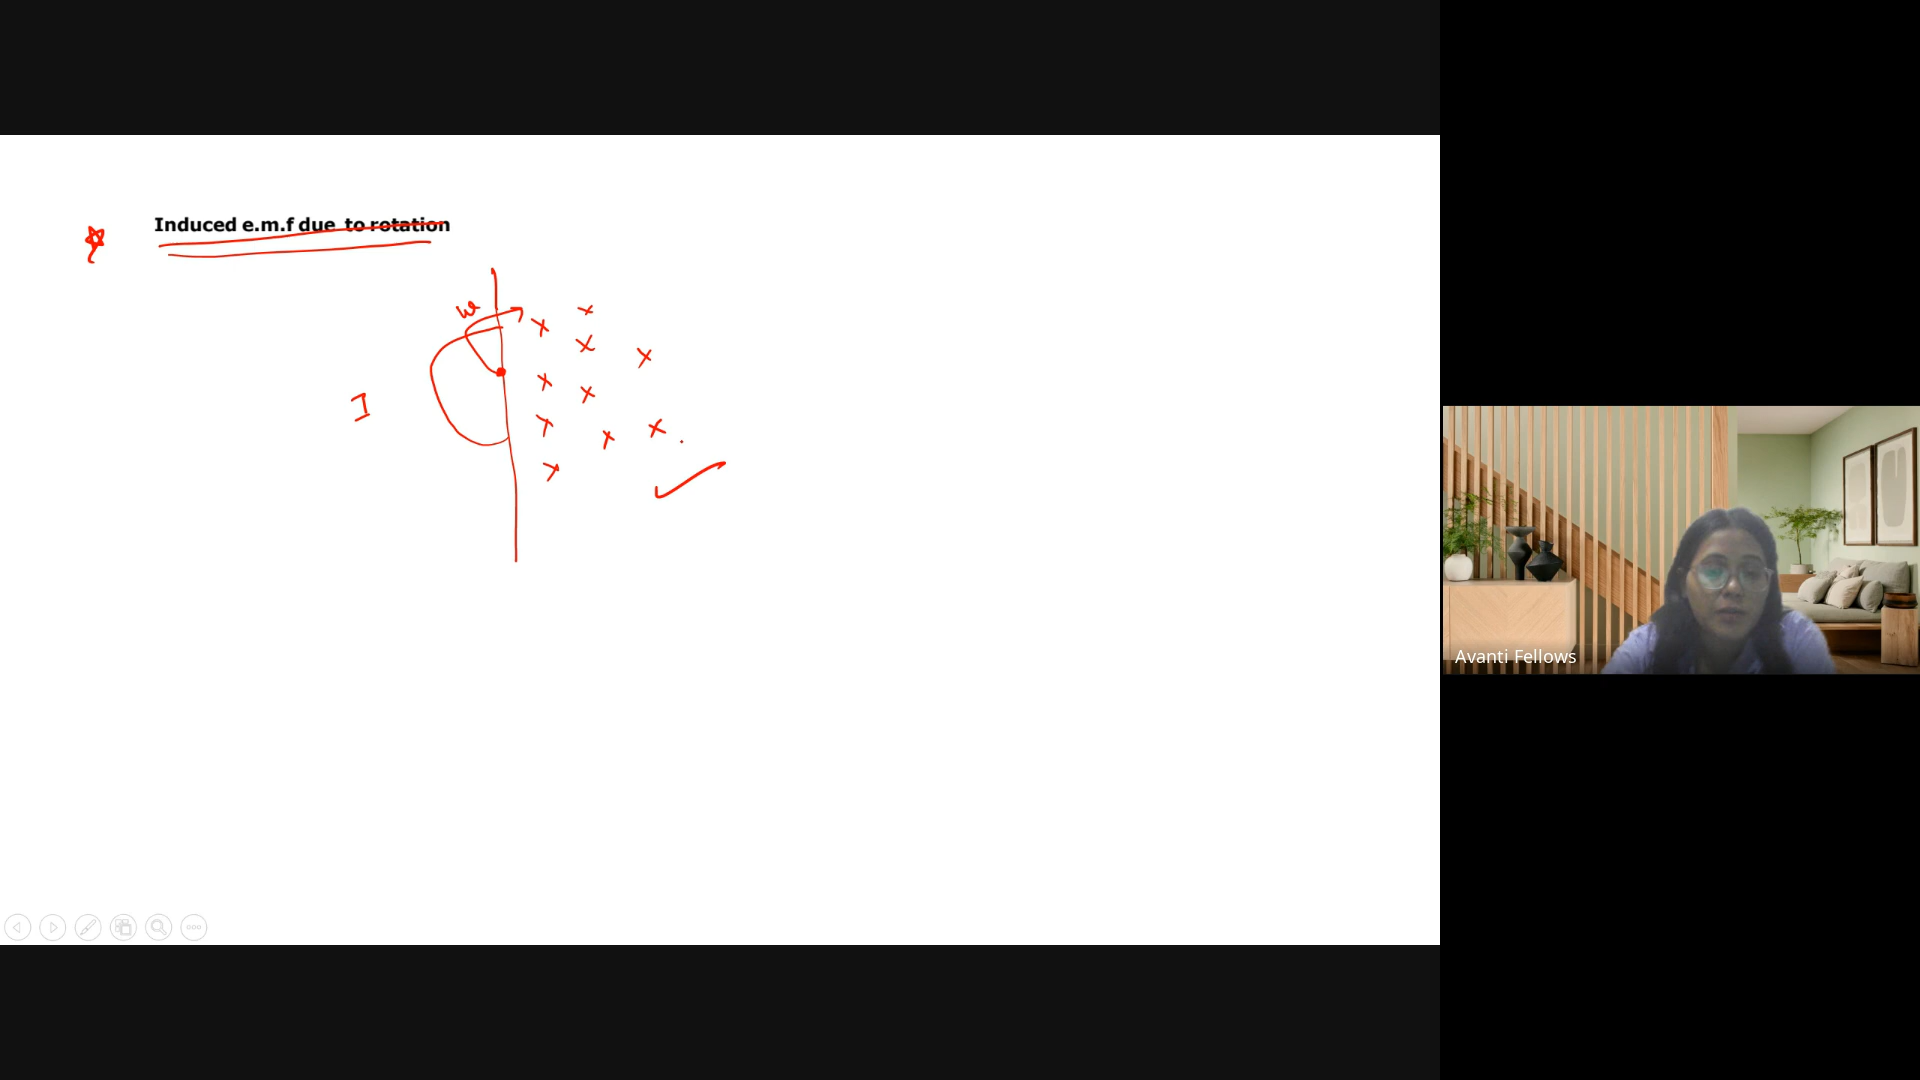 Induced e.m.f due to rotation
ω
x x
x x
x x
x x x
x
I
Avanti Fellows